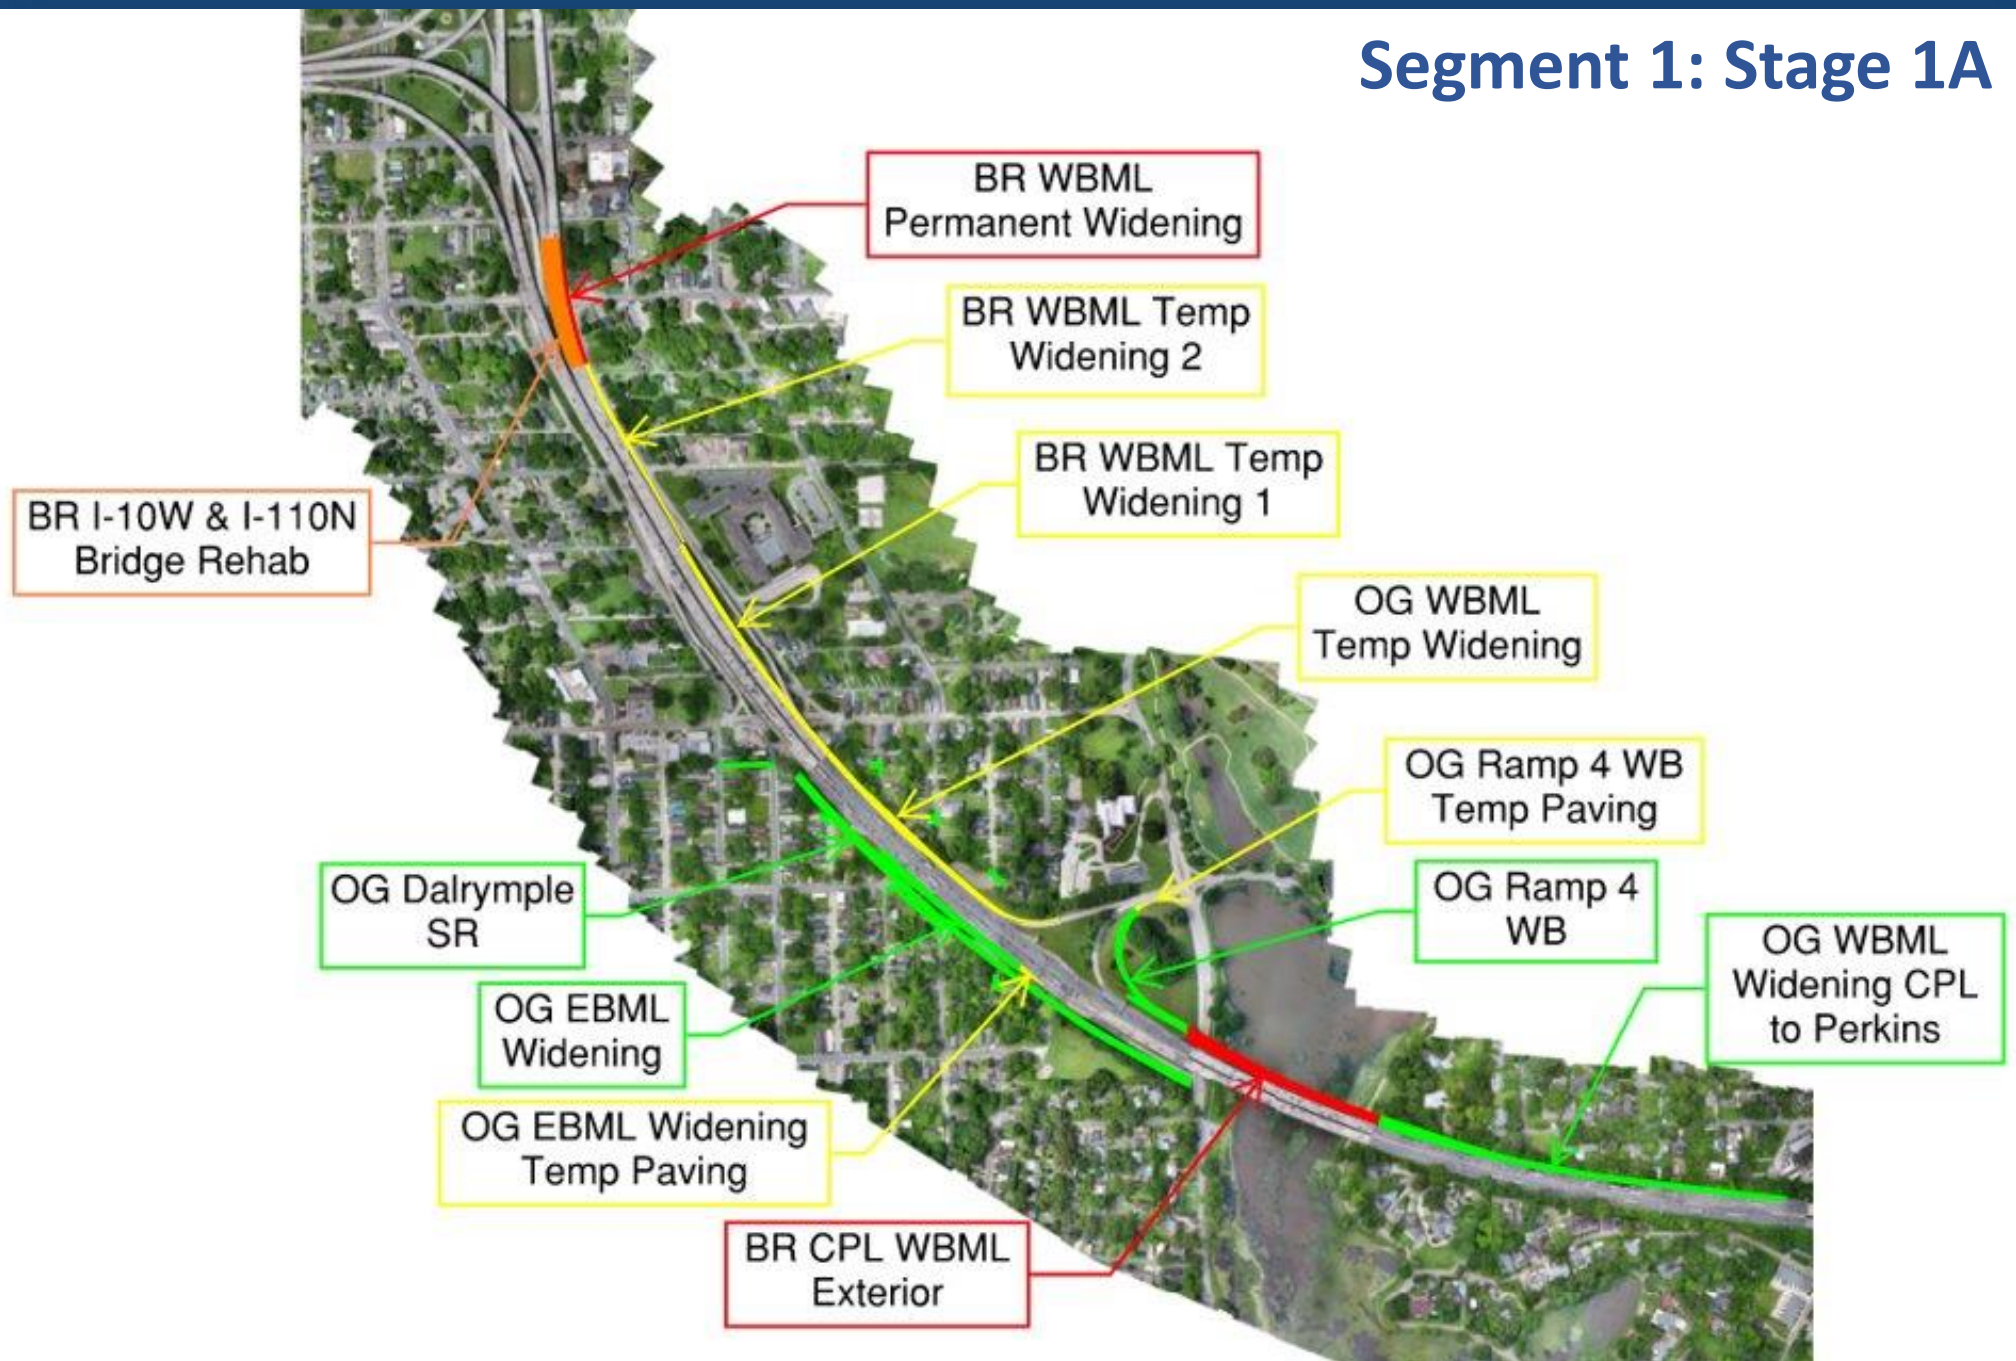 Segment 1: Stage 1A
BR WBML
Permanent Widening
BR WBML Temp
Widening 2
BR WBML Temp
Widening 1
BR I-10W & I-110N
Bridge Rehab
OG WBML
Temp Widening
OG Ramp 4 WB
Temp Paving
OG Dalrymple
SR
OG Ramp 4
WB
OG WBML
Widening CPL
to Perkins
OG EBML
Widening
OG EBML Widening
Temp Paving
BR CPL WBML
Exterior